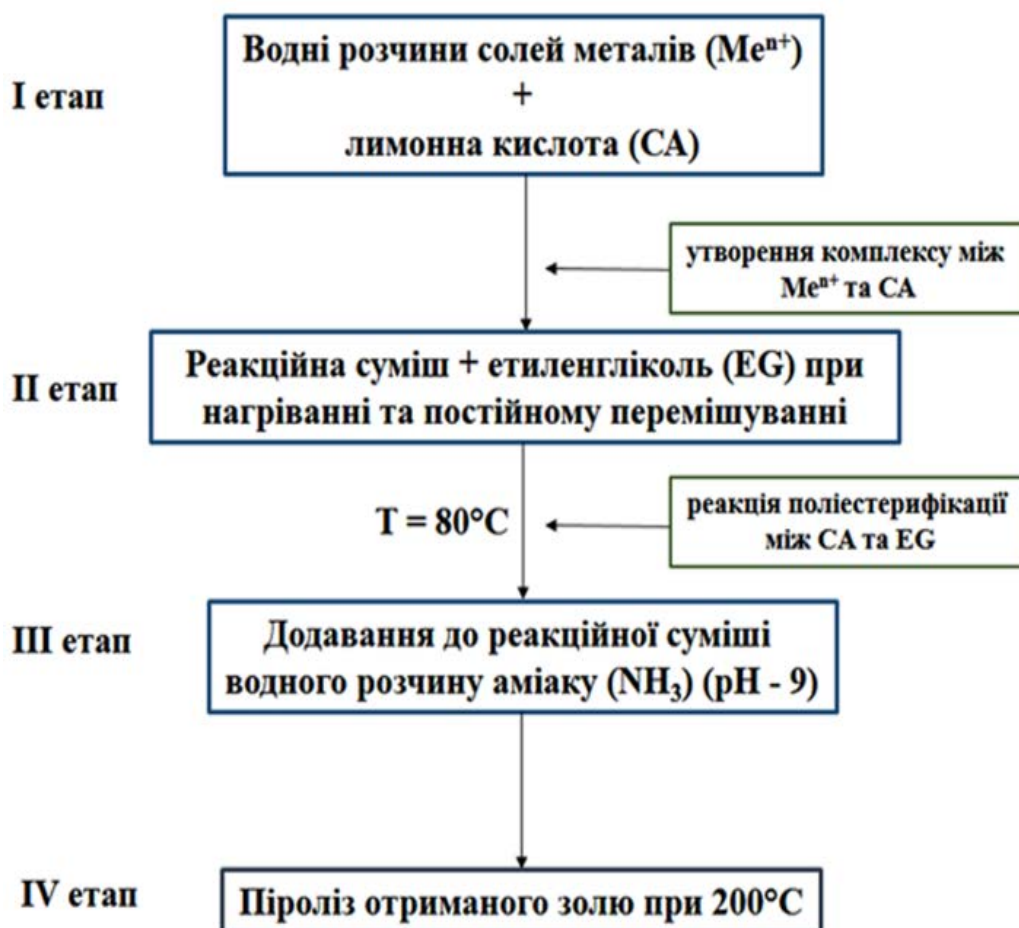 І етап
Водні розчини солей металів (Meⁿ⁺)
+
лимонна кислота (CA)
утворення комплексу між
Meⁿ⁺ та CA
ІІ етап
Реакційна суміш + етиленгліколь (EG) при
нагріванні та постійному перемішуванні
T = 80°C
реакція поліестерифікації
між CA та EG
ІІІ етап
Додавання до реакційної суміші
водного розчину аміаку (NH₃) (pH - 9)
IV етап
Піроліз отриманого золю при 200°C